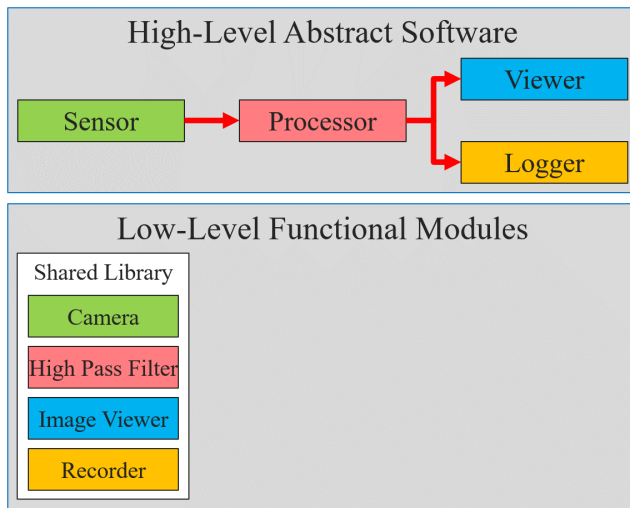 High-Level Abstract Software
Sensor
Processor
Viewer
Logger
Low-Level Functional Modules
Shared Library
Camera
High Pass Filter
Image Viewer
Recorder